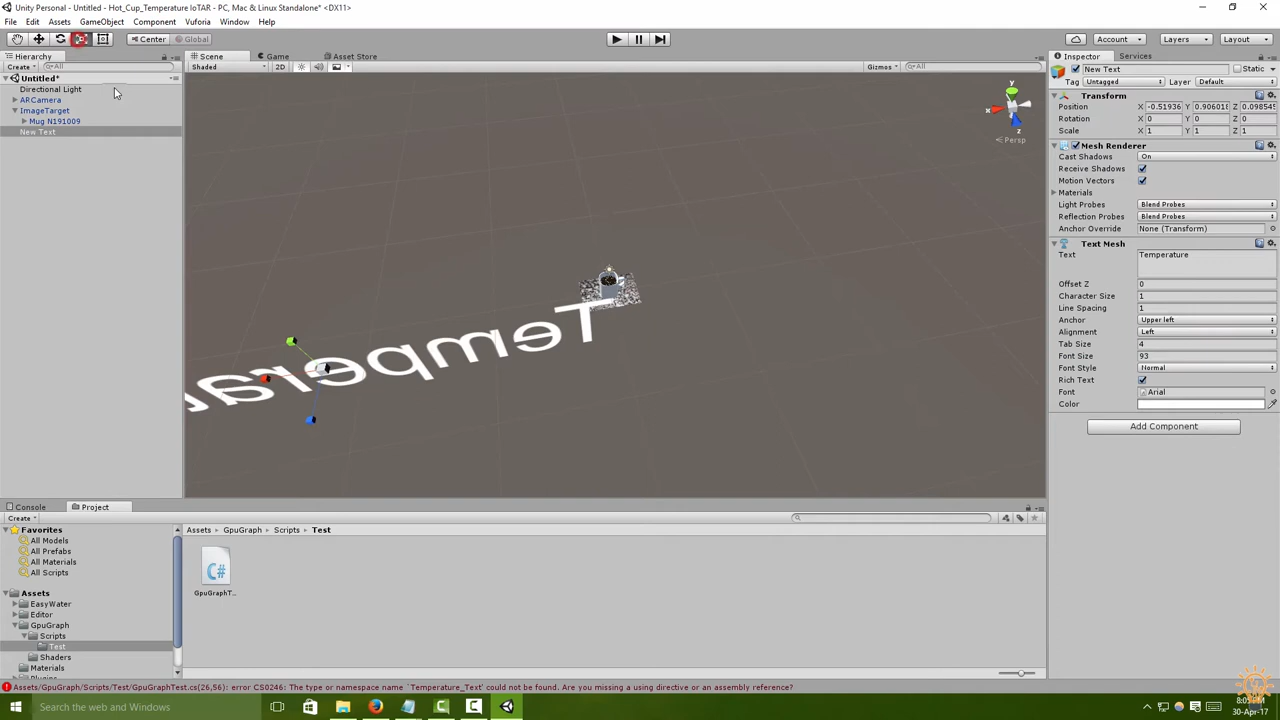 Unity Personal - Untitled - Hot_Cup_Temperature IoTAR - PC, Mac & Linux Standalone* <DX11>
File Edit Assets GameObject Component Vuforia Window Help
Center Global Account Layers Layout
Hierarchy Scene Game Asset Store Inspector Services
Create All Shaded 2D Gizmos All New Text Static
Untitled* Tag Untagged Layer Default
Directional Light
ARCamera
ImageTarget
Mug N191009
New Text
y
x
z
Persp
Temperat
Transform
Position X -0.51936 Y 0.906018 Z 0.098545
Rotation X 0 Y 0 Z 0
Scale X 1 Y 1 Z 1
Mesh Renderer
Cast Shadows On
Receive Shadows
Motion Vectors
Materials
Light Probes Blend Probes
Reflection Probes Blend Probes
Anchor Override None (Transform)
Text Mesh
Text Temperature
Offset Z 0
Character Size 1
Line Spacing 1
Anchor Upper left
Alignment Left
Tab Size 4
Font Size 93
Font Style Normal
Rich Text
Font Arial
Color
Add Component
Console Project
Create
Favorites
All Models
All Prefabs
All Materials
All Scripts
Assets
EasyWater
Editor
GpuGraph
Scripts
Test
Shaders
Materials
Assets GpuGraph Scripts Test
C#
GpuGraphT...
Assets/GpuGraph/Scripts/Test/GpuGraphTest.cs(26,56): error CS0246: The type or namespace name `Temperature_Text' could not be found. Are you missing a using directive or an assembly reference?
Search the web and Windows
30-Apr-17